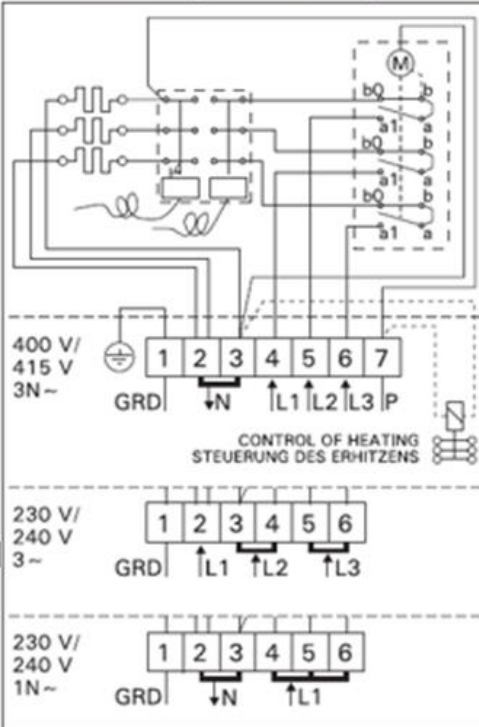 M
b0 b
a1 a
b0 b
a1 a
b0 b
a1 a
400 V/
415 V
3N~
1 2 3 4 5 6 7
GRD N L1 L2 L3 P
CONTROL OF HEATING
STEUERUNG DES ERHITZENS
230 V/
240 V
3~
1 2 3 4 5 6
GRD L1 L2 L3
230 V/
240 V
1N~
1 2 3 4 5 6
GRD N L1